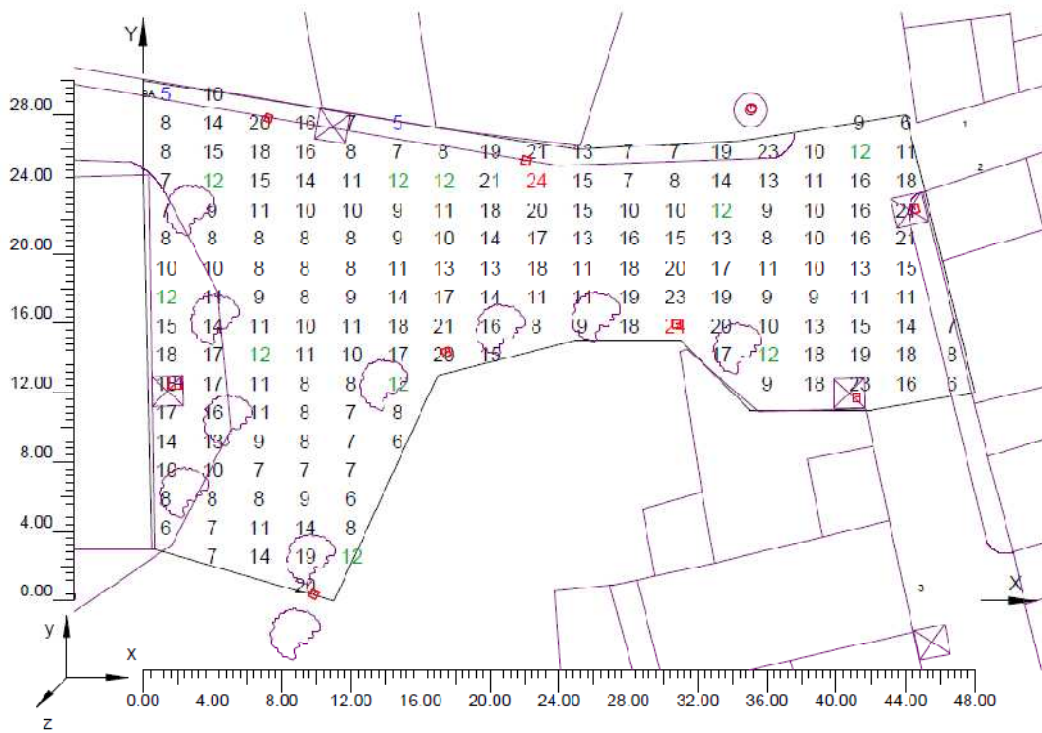 Y
28.00
24.00
20.00
16.00
12.00
8.00
4.00
0.00
5 10
8 14 20 16 7 5 9 6 1
8 15 18 16 8 7 8 19 21 13 7 7 19 23 10 12 11
7 12 15 14 11 12 12 21 24 15 7 8 14 13 11 16 18 2
7 9 11 10 10 9 11 18 20 15 10 10 12 9 10 16 24
8 8 8 8 8 9 10 14 17 13 16 15 13 8 10 16 21
10 10 8 8 8 11 13 13 18 11 18 20 17 11 10 13 15
12 11 9 8 9 14 17 14 11 11 19 23 19 9 9 11 11
15 14 11 10 11 18 21 16 8 9 18 24 20 10 13 15 14 7
18 17 12 11 10 17 20 15 17 12 18 19 18 8
17 11 8 8 12 9 18 23 16 6
17 16 11 8 7 8
14 13 9 8 7 6
10 10 7 7 7
8 8 8 9 6
6 7 11 14 8
7 14 19 12
20
3
X
y
x
z
0.00 4.00 8.00 12.00 16.00 20.00 24.00 28.00 32.00 36.00 40.00 44.00 48.00